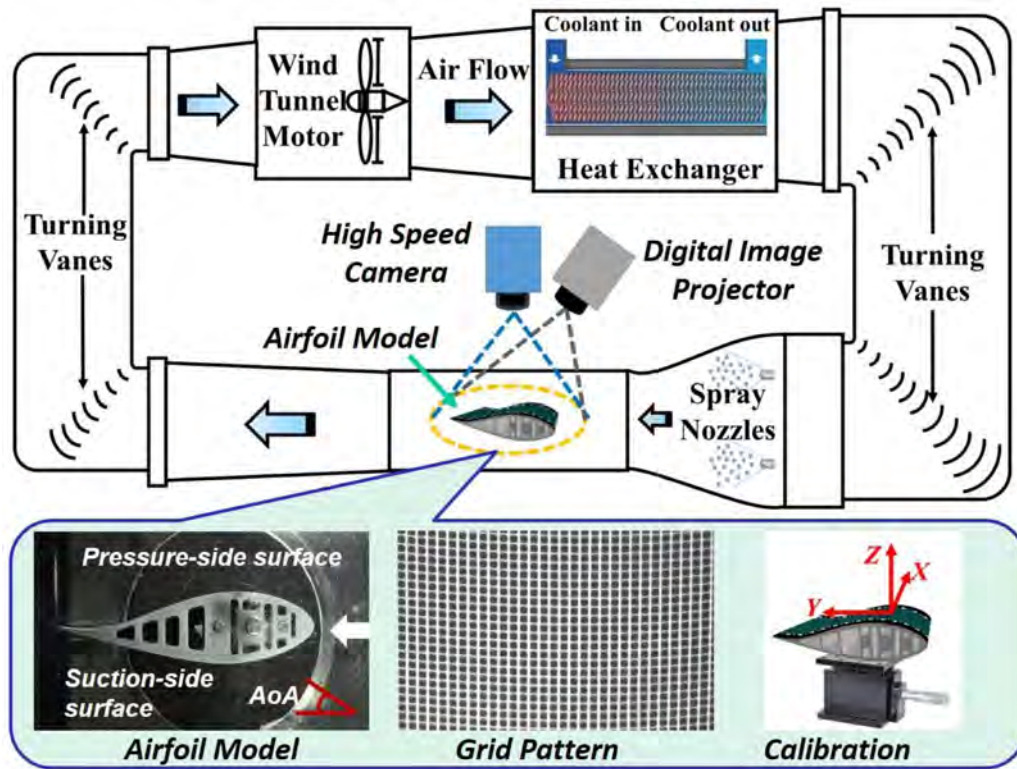 Coolant in
Coolant out
Wind
Tunnel
Motor
Air Flow
Heat Exchanger
Turning
Vanes
High Speed
Camera
Digital Image
Projector
Turning
Vanes
Airfoil Model
Spray
Nozzles
Pressure-side surface
Suction-side
surface
AoA
Z
X
Y
Airfoil Model
Grid Pattern
Calibration